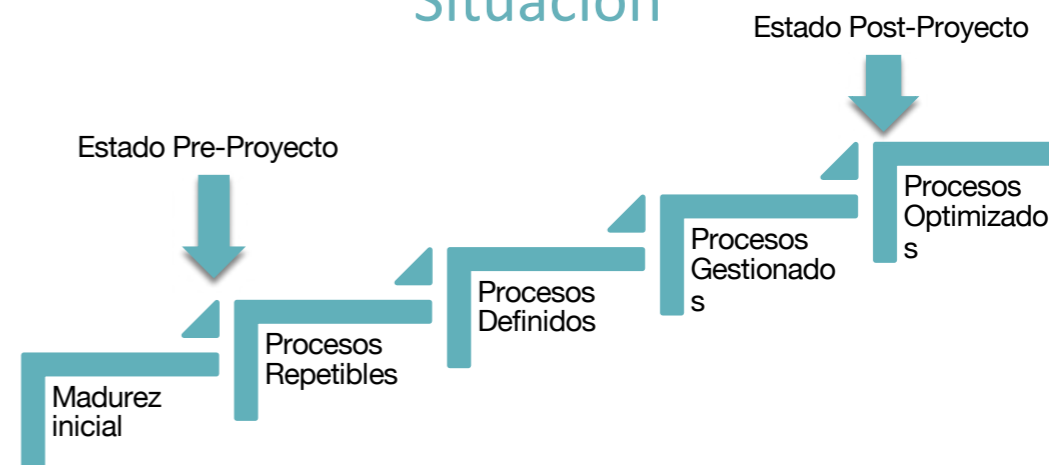 Situación
Estado Post-Proyecto
Estado Pre-Proyecto
Procesos
Optimizado
s
Procesos
Gestionado
s
Procesos
Definidos
Procesos
Repetibles
Madurez
inicial